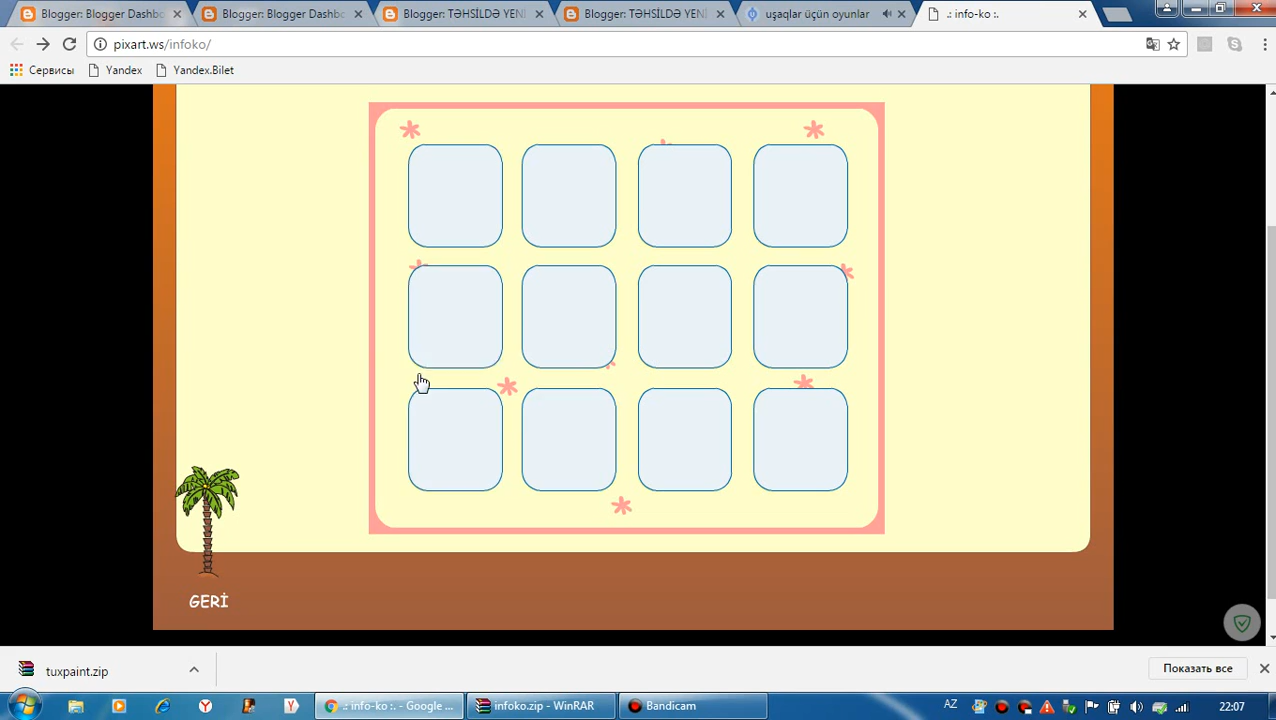 Blogger: Blogger Dashbo
Blogger: Blogger Dashbo
Blogger: TƏHSİLDƏ YENİ
Blogger: TƏHSİLDƏ YENİ
uşaqlar üçün oyunlar
.: info-ko :.
pixart.ws/infoko/
Сервисы
Yandex
Yandex.Bilet
GERİ
tuxpaint.zip
Показать все
.: info-ko :. - Google ...
infoko.zip - WinRAR
Bandicam
AZ
22:07